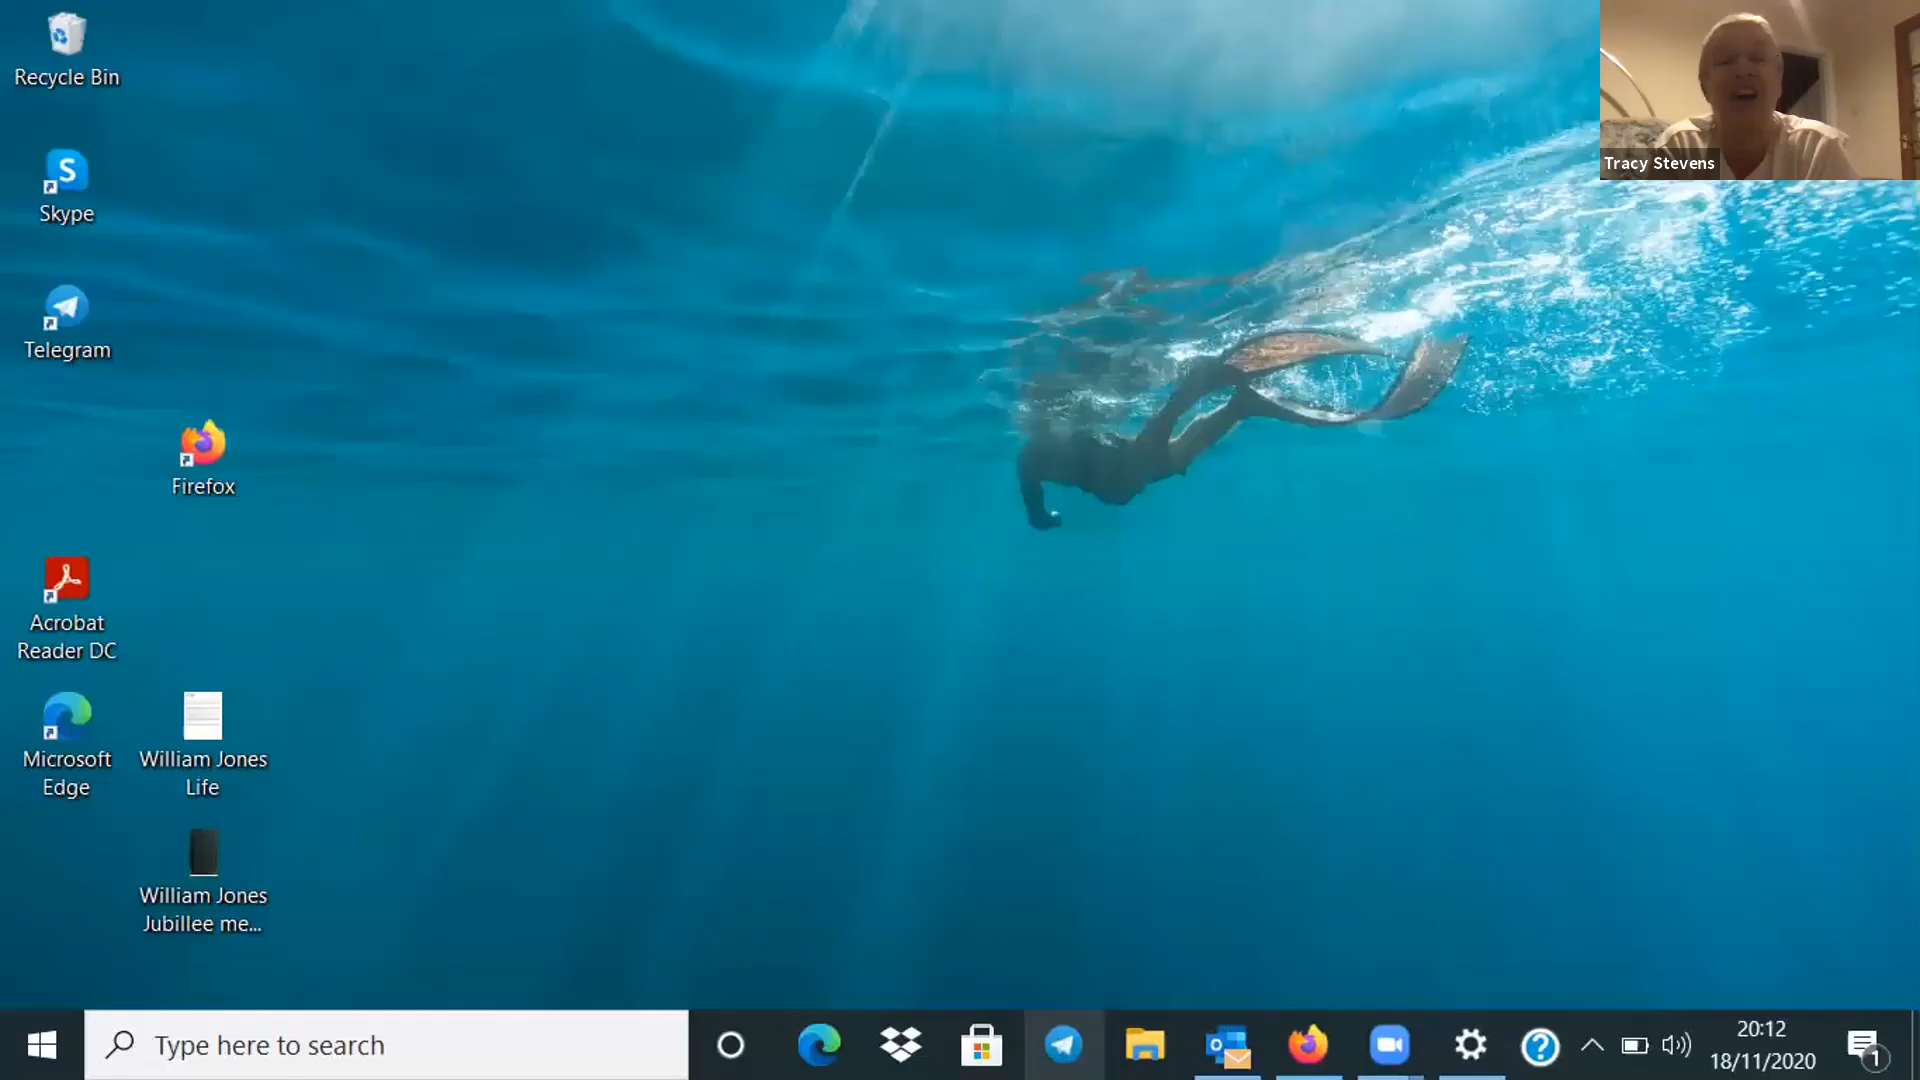 Recycle Bin
Tracy Stevens
Skype
Telegram
Firefox
Acrobat
Reader DC
Microsoft
Edge
William Jones
Life
William Jones
Jubillee me...
Type here to search
20:12
18/11/2020
1